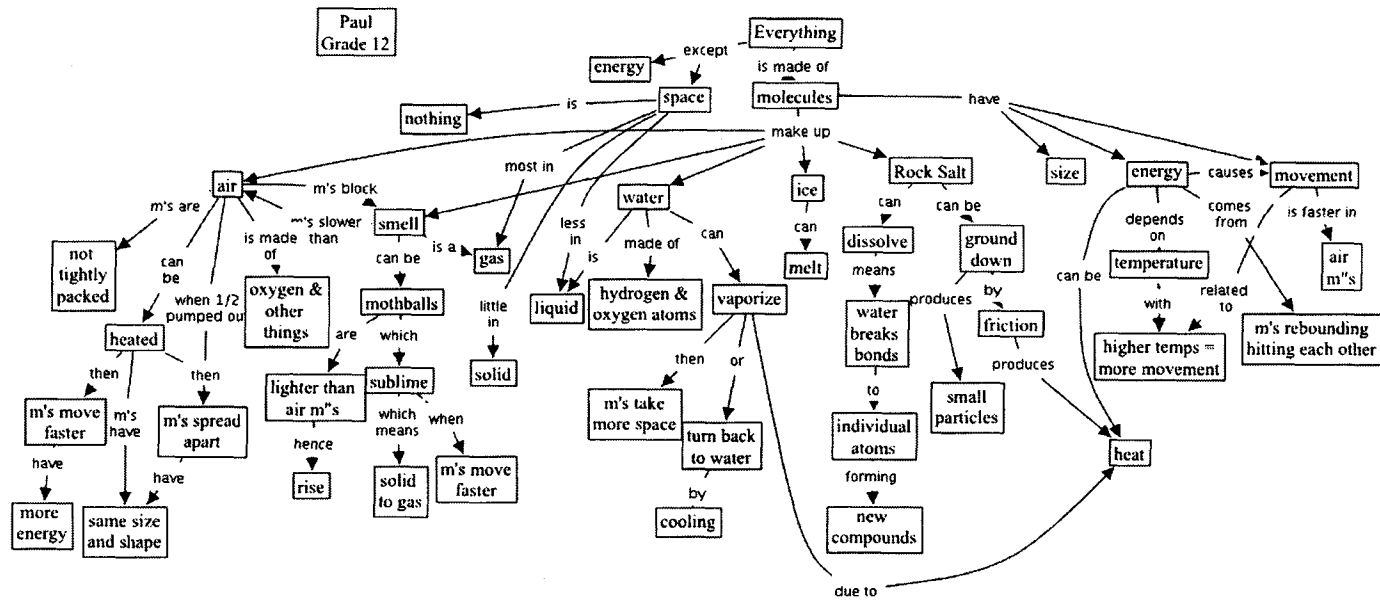 Paul
Grade 12
Everything
except
energy
is made of
space
molecules
is
have
nothing
make up
most in
Rock Salt
size
energy
causes
movement
air
m's block
ice
water
m's are
smell
m's slower
than
can
can be
depends
on
comes
from
is faster in
is made
of
is a
gas
less
in
is
made of
can
can
dissolve
ground
down
not
tightly
packed
can
be
can be
melt
means
temperature
air
m"s
can be
when 1/2
pumped out
oxygen &
other
things
mothballs
little
in
liquid
hydrogen &
oxygen atoms
vaporize
produces
by
with
related
to
heated
are
which
water
breaks
bonds
friction
m's rebounding
hitting each other
higher temps =
more movement
then
then
lighter than
air m"s
sublime
solid
then
or
to
produces
m's move
faster
m's
have
m's spread
apart
which
means
when
m's take
more space
turn back
to water
individual
atoms
small
particles
hence
have
have
rise
solid
to gas
m's move
faster
by
forming
heat
more
energy
same size
and shape
cooling
new
compounds
due to